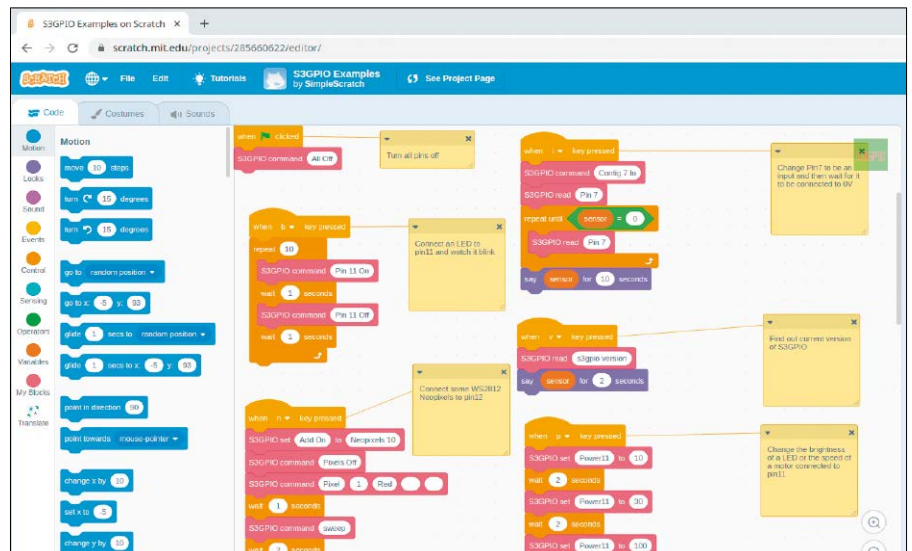 S3GPIO Examples on Scratch × +
scratch.mit.edu/projects/285660622/editor/
SCRATCH File Edit Tutorials S3GPIO Examples by SimpleScratch See Project Page
Code Costumes Sounds
Motion
Looks
Sound
Events
Control
Sensing
Operators
Variables
My Blocks
Translate
Motion
move 10 steps
turn 15 degrees
turn 15 degrees
go to random position
go to x: -5 y: 93
glide 1 secs to random position
glide 1 secs to x: -5 y: 93
point in direction 90
point towards mouse-pointer
change x by 10
set x to -5
change y by 10
when clicked
S3GPIO command All Off
Turn all pins off
when b key pressed
repeat 10
S3GPIO command Pin 11 On
wait 1 seconds
S3GPIO command Pin 11 Off
wait 1 seconds
Connect an LED to
pin11 and watch it blink
when n key pressed
S3GPIO set Add On to Neopixels 10
S3GPIO command Pixels Off
S3GPIO command Pixel 1 Red
wait 1 seconds
S3GPIO command sweep
wait 2 seconds
Connect some WS2812
Neopixels to pin12
when i key pressed
S3GPIO command Config 7 In
S3GPIO read Pin 7
repeat until sensor = 0
S3GPIO read Pin 7
say sensor for 10 seconds
Change Pin7 to be an
input and then wait for it
to be connected to 0V
when v key pressed
S3GPIO read s3gpio version
say sensor for 2 seconds
Find out current version
of S3GPIO
when p key pressed
S3GPIO set Power11 to 10
wait 2 seconds
S3GPIO set Power11 to 30
wait 2 seconds
S3GPIO set Power11 to 100
Change the brightness
of a LED or the speed of
a motor connected to
pin11